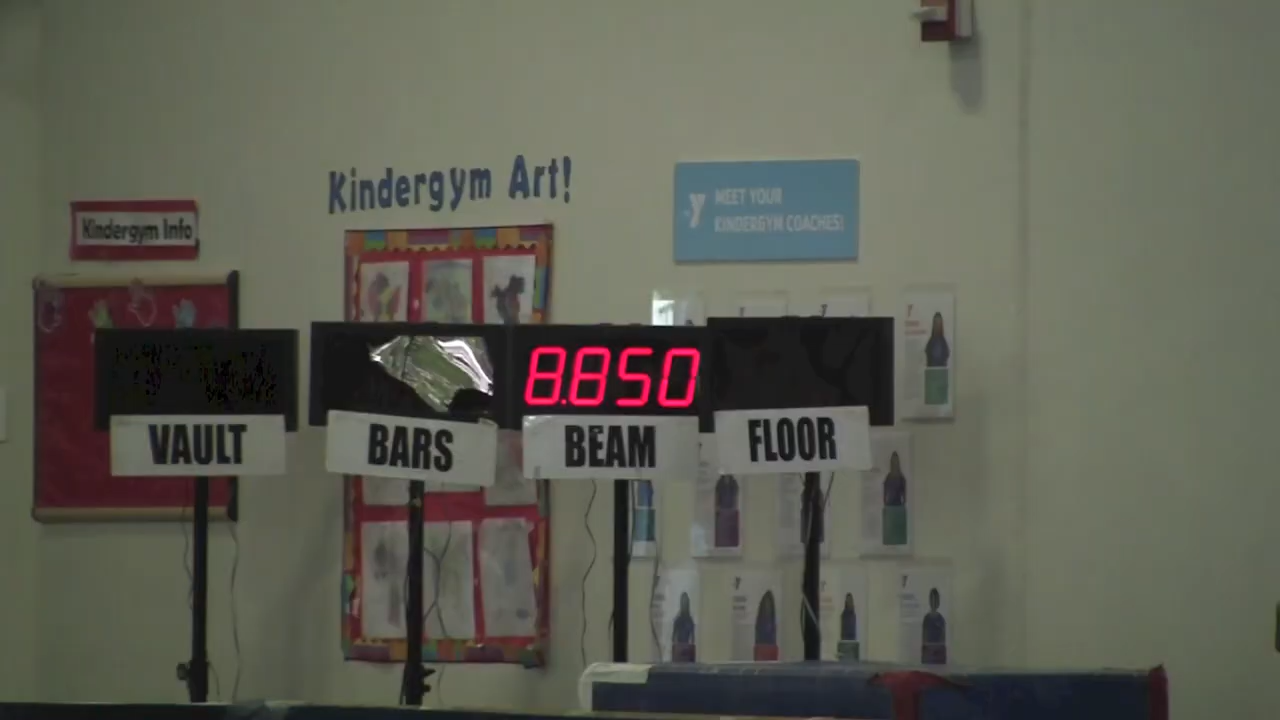 Kindergym Art!
Kindergym Info
Y MEET YOUR
KINDERGYM COACHES!
8.850
VAULT
BARS
BEAM
FLOOR